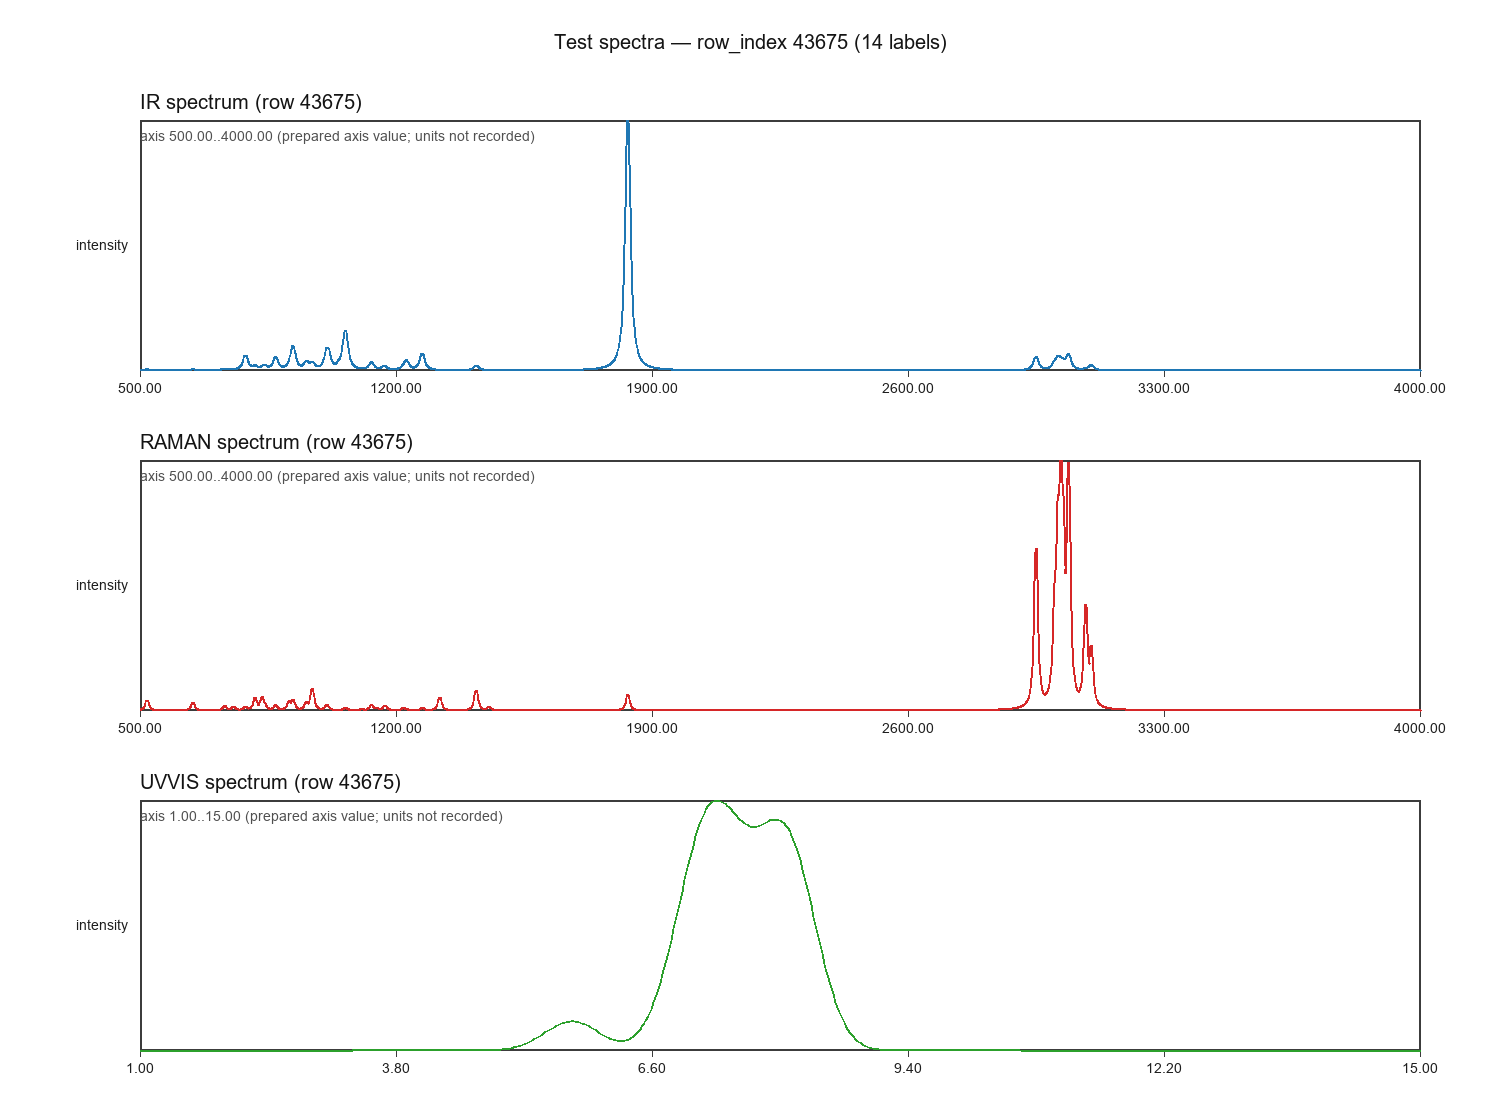 Test spectra — row_index 43675 (14 labels)
IR spectrum (row 43675)
axis 500.00..4000.00 (prepared axis value; units not recorded)
intensity
500.00 1200.00 1900.00 2600.00 3300.00 4000.00
RAMAN spectrum (row 43675)
axis 500.00..4000.00 (prepared axis value; units not recorded)
intensity
500.00 1200.00 1900.00 2600.00 3300.00 4000.00
UVVIS spectrum (row 43675)
axis 1.00..15.00 (prepared axis value; units not recorded)
intensity
1.00 3.80 6.60 9.40 12.20 15.00